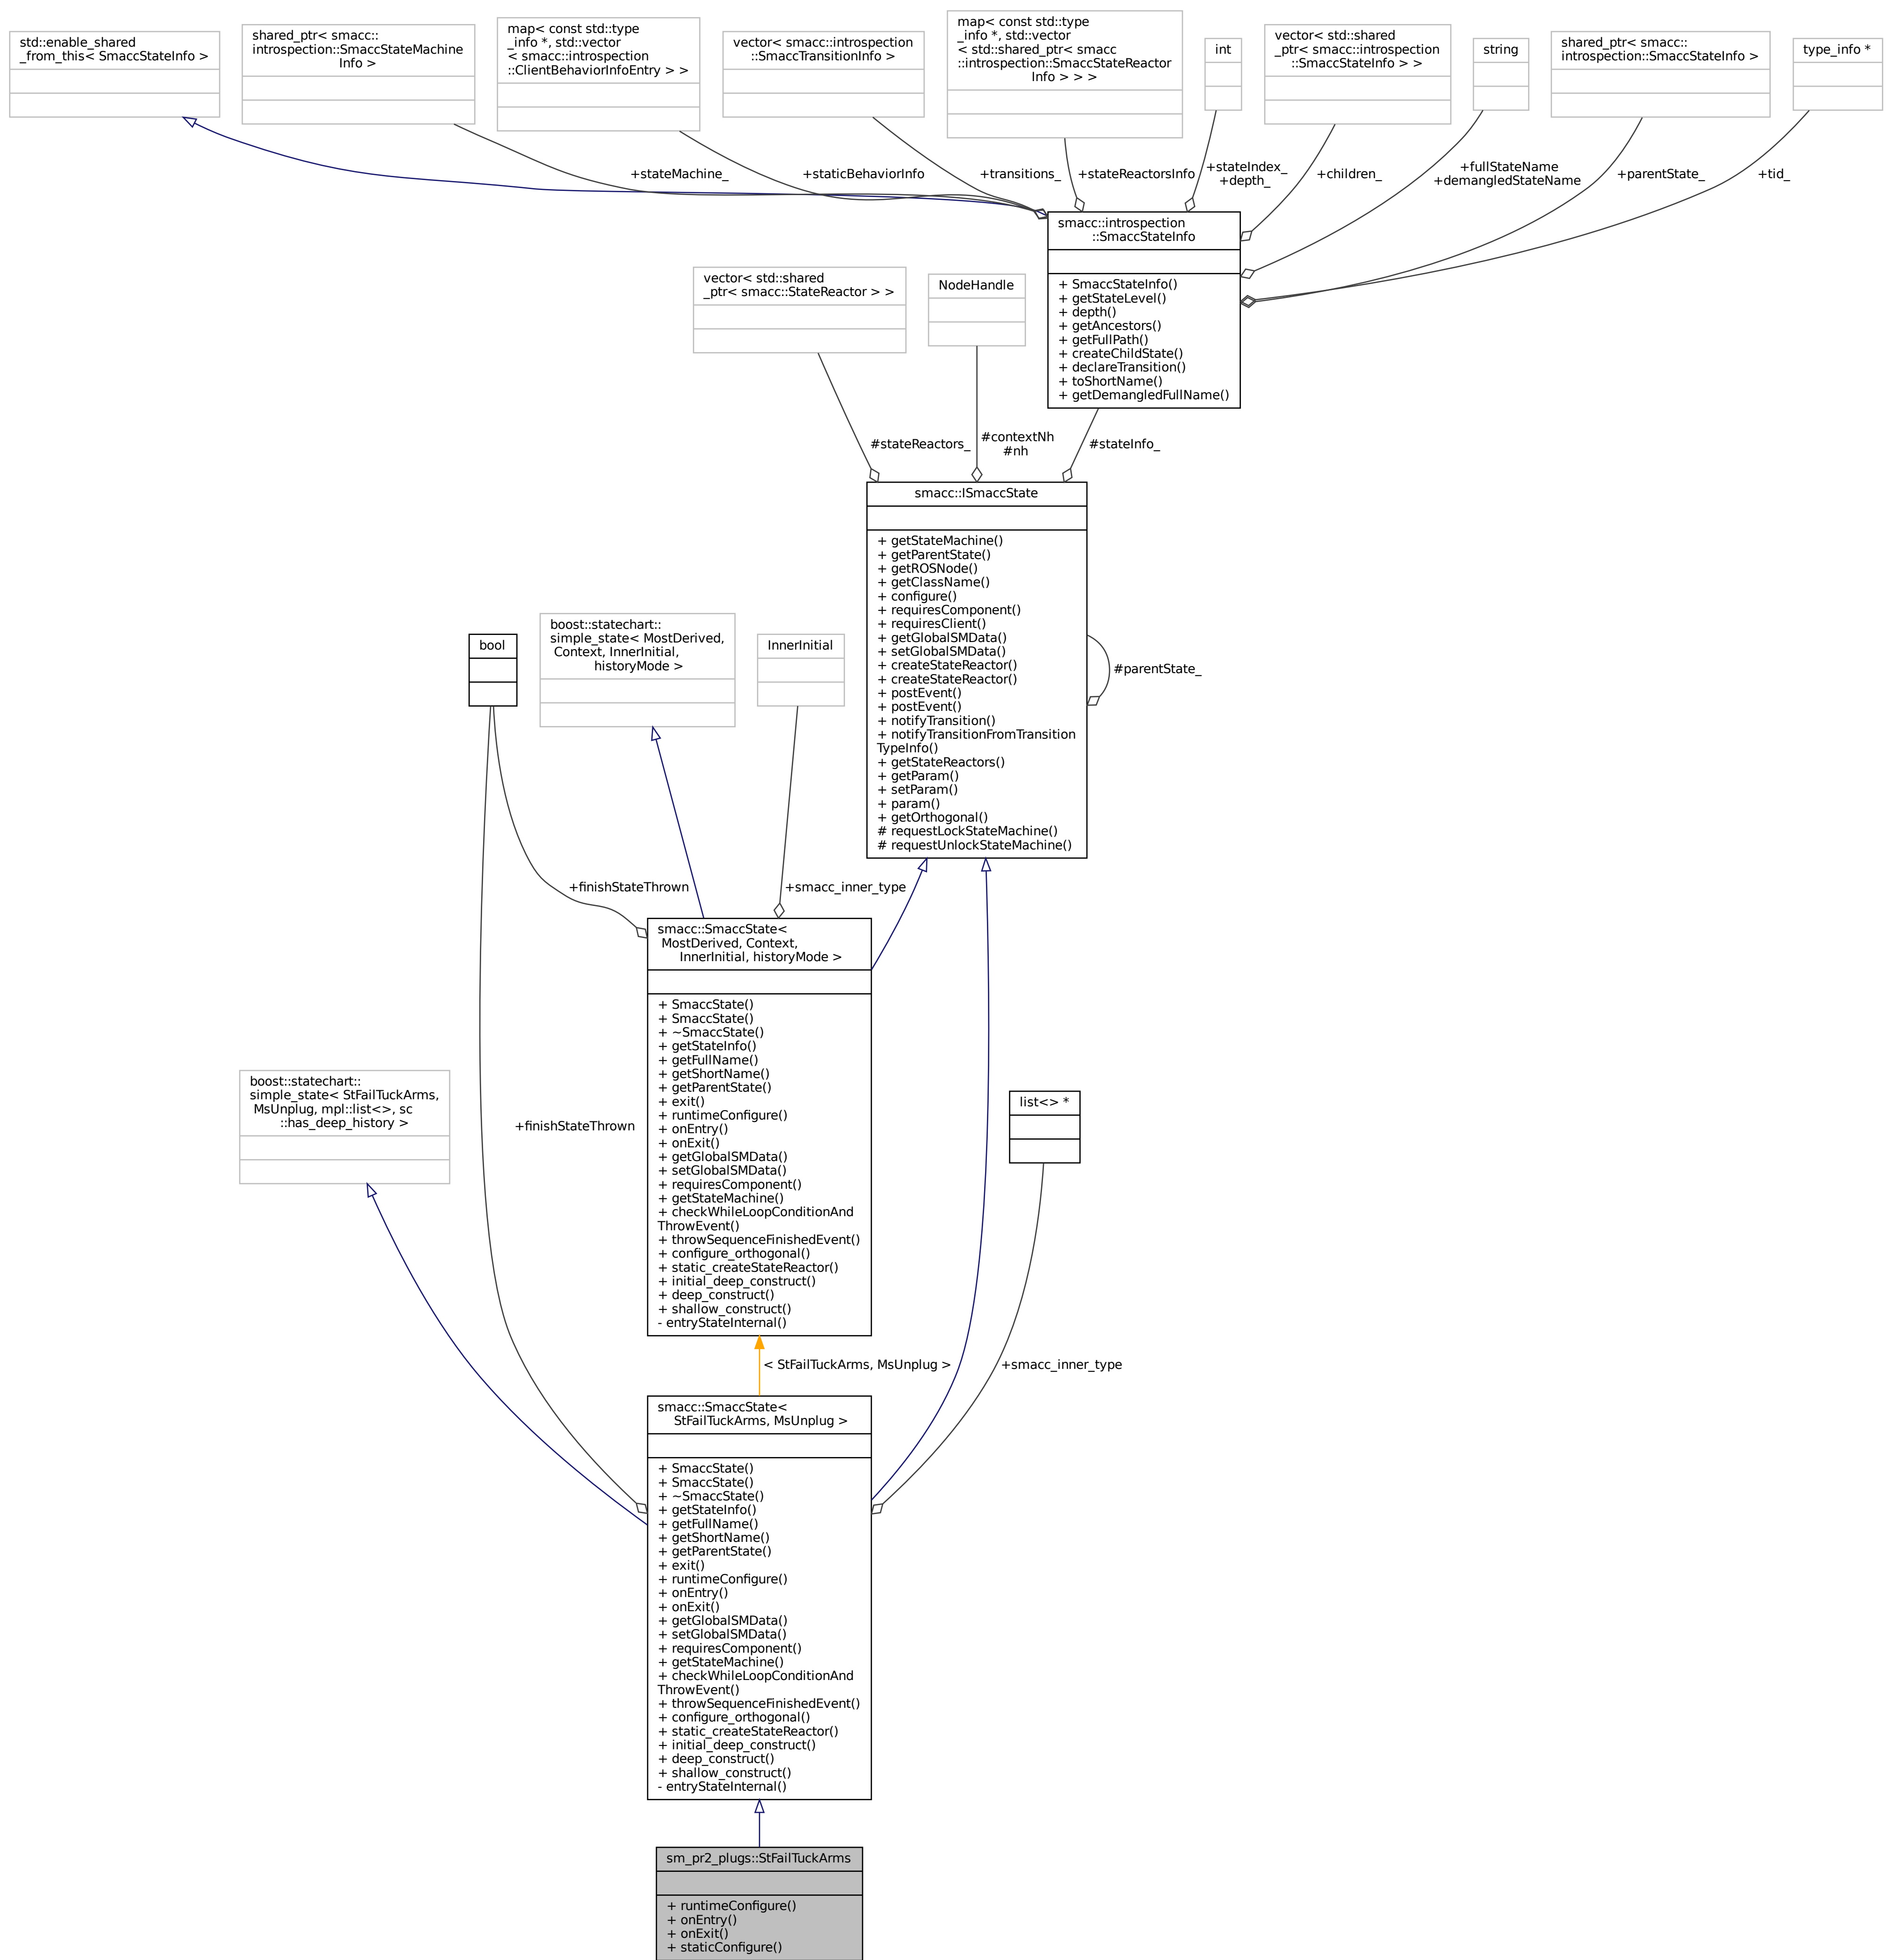 std::enable_shared
_from_this< SmaccStateInfo >
shared_ptr< smacc::
introspection::SmaccStateMachine
Info >
map< const std::type
_info *, std::vector
< smacc::introspection
::ClientBehaviorInfoEntry > >
vector< smacc::introspection
::SmaccTransitionInfo >
map< const std::type
_info *, std::vector
< std::shared_ptr< smacc
::introspection::SmaccStateReactor
Info > > >
int
vector< std::shared
_ptr< smacc::introspection
::SmaccStateInfo > >
string
shared_ptr< smacc::
introspection::SmaccStateInfo >
type_info *
+stateMachine_
+staticBehaviorInfo
+transitions_
+stateReactorsInfo
+stateIndex_
+depth_
+children_
+fullStateName
+demangledStateName
+parentState_
+tid_
smacc::introspection
::SmaccStateInfo
+ SmaccStateInfo()
+ getStateLevel()
+ depth()
+ getAncestors()
+ getFullPath()
+ createChildState()
+ declareTransition()
+ toShortName()
+ getDemangledFullName()
vector< std::shared
_ptr< smacc::StateReactor > >
NodeHandle
#stateReactors_
#contextNh
#nh
#stateInfo_
smacc::ISmaccState
+ getStateMachine()
+ getParentState()
+ getROSNode()
+ getClassName()
+ configure()
+ requiresComponent()
+ requiresClient()
+ getGlobalSMData()
+ setGlobalSMData()
+ createStateReactor()
+ createStateReactor()
+ postEvent()
+ postEvent()
+ notifyTransition()
+ notifyTransitionFromTransition
TypeInfo()
+ getStateReactors()
+ getParam()
+ setParam()
+ param()
+ getOrthogonal()
# requestLockStateMachine()
# requestUnlockStateMachine()
#parentState_
bool
boost::statechart::
simple_state< MostDerived,
Context, InnerInitial,
historyMode >
InnerInitial
+finishStateThrown
+smacc_inner_type
smacc::SmaccState<
MostDerived, Context,
InnerInitial, historyMode >
+ SmaccState()
+ SmaccState()
+ ~SmaccState()
+ getStateInfo()
+ getFullName()
+ getShortName()
+ getParentState()
+ exit()
+ runtimeConfigure()
+ onEntry()
+ onExit()
+ getGlobalSMData()
+ setGlobalSMData()
+ requiresComponent()
+ getStateMachine()
+ checkWhileLoopConditionAnd
ThrowEvent()
+ throwSequenceFinishedEvent()
+ configure_orthogonal()
+ static_createStateReactor()
+ initial_deep_construct()
+ deep_construct()
+ shallow_construct()
- entryStateInternal()
boost::statechart::
simple_state< StFailTuckArms,
MsUnplug, mpl::list<>, sc
::has_deep_history >
+finishStateThrown
list<> *
< StFailTuckArms, MsUnplug >
+smacc_inner_type
smacc::SmaccState<
StFailTuckArms, MsUnplug >
+ SmaccState()
+ SmaccState()
+ ~SmaccState()
+ getStateInfo()
+ getFullName()
+ getShortName()
+ getParentState()
+ exit()
+ runtimeConfigure()
+ onEntry()
+ onExit()
+ getGlobalSMData()
+ setGlobalSMData()
+ requiresComponent()
+ getStateMachine()
+ checkWhileLoopConditionAnd
ThrowEvent()
+ throwSequenceFinishedEvent()
+ configure_orthogonal()
+ static_createStateReactor()
+ initial_deep_construct()
+ deep_construct()
+ shallow_construct()
- entryStateInternal()
sm_pr2_plugs::StFailTuckArms
+ runtimeConfigure()
+ onEntry()
+ onExit()
+ staticConfigure()